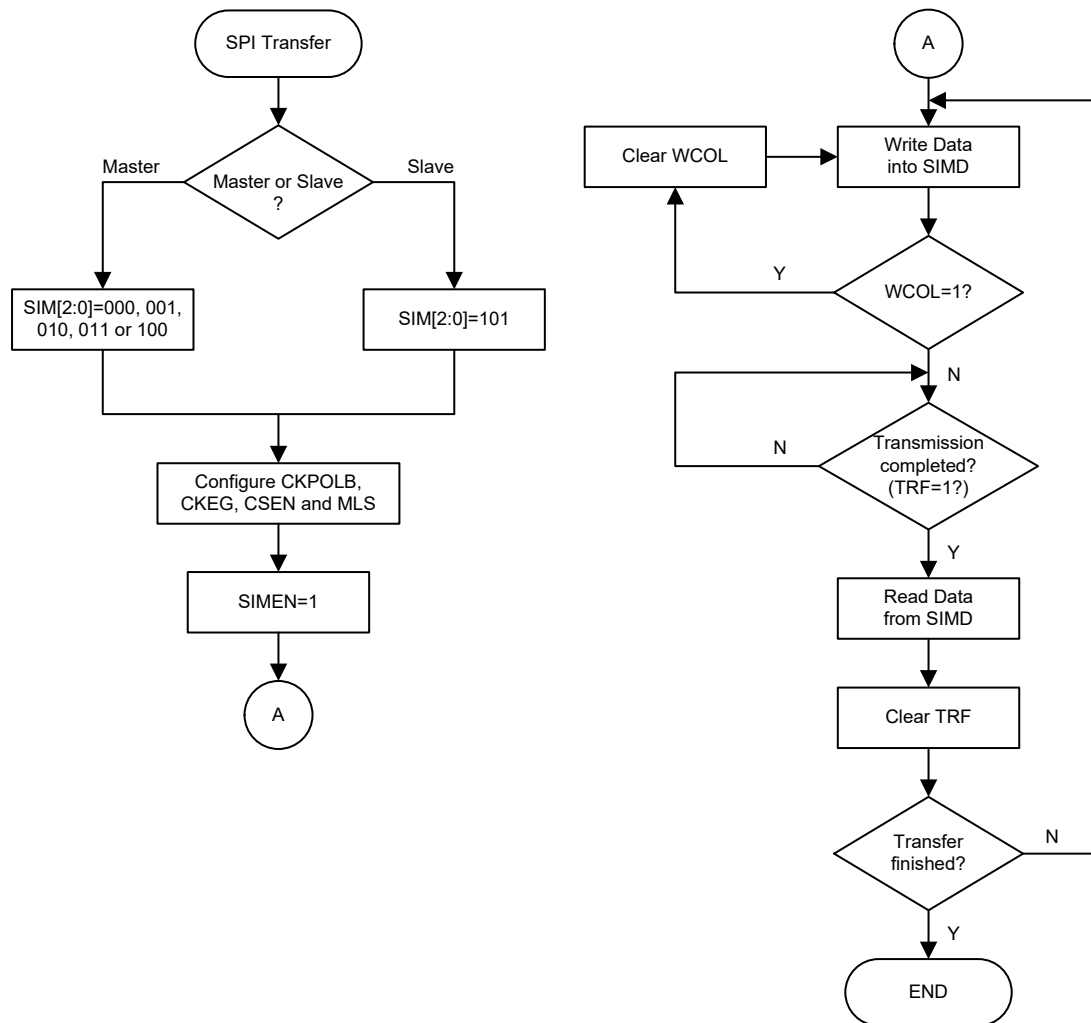 SPI Transfer
Master or Slave
?
Master
Slave
SIM[2:0]=000, 001,
010, 011 or 100
SIM[2:0]=101
Configure CKPOLB,
CKEG, CSEN and MLS
SIMEN=1
A
A
Write Data
into SIMD
Clear WCOL
Y
WCOL=1?
N
N
Transmission
completed?
(TRF=1?)
Y
Read Data
from SIMD
Clear TRF
Transfer
finished?
N
Y
END